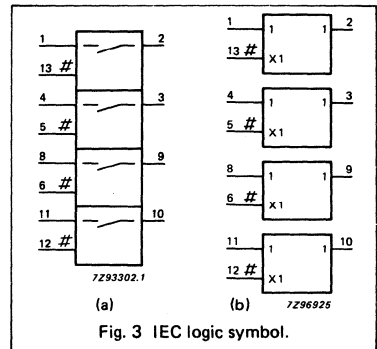 1 2
13 #
4 3
5 #
8 9
6 #
11 10
12 #
7Z93302.1
(a)
1 1 1 2
13 # X1
4 1 1 3
5 # X1
8 1 1 9
6 # X1
11 1 1 10
12 # X1
7Z96925
(b)
Fig. 3 IEC logic symbol.